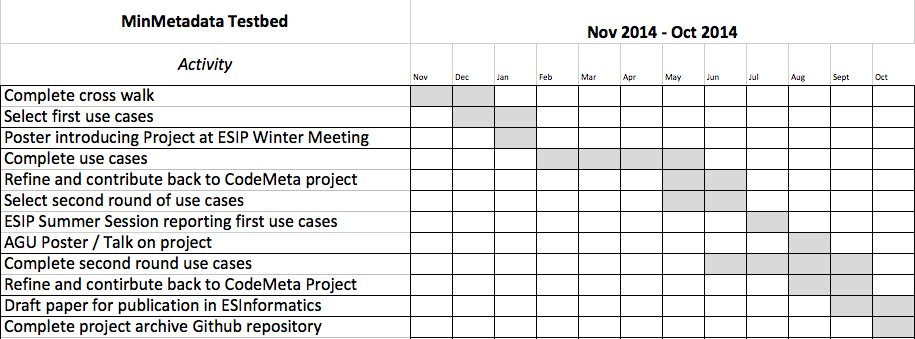 MinMetadata Testbed
Nov 2014 - Oct 2014
Activity
Nov Dec Jan Feb Mar Apr May Jun Jul Aug Sept Oct
Complete cross walk
Select first use cases
Poster introducing Project at ESIP Winter Meeting
Complete use cases
Refine and contribute back to CodeMeta project
Select second round of use cases
ESIP Summer Session reporting first use cases
AGU Poster / Talk on project
Complete second round use cases
Refine and contirbute back to CodeMeta Project
Draft paper for publication in ESInformatics
Complete project archive Github repository